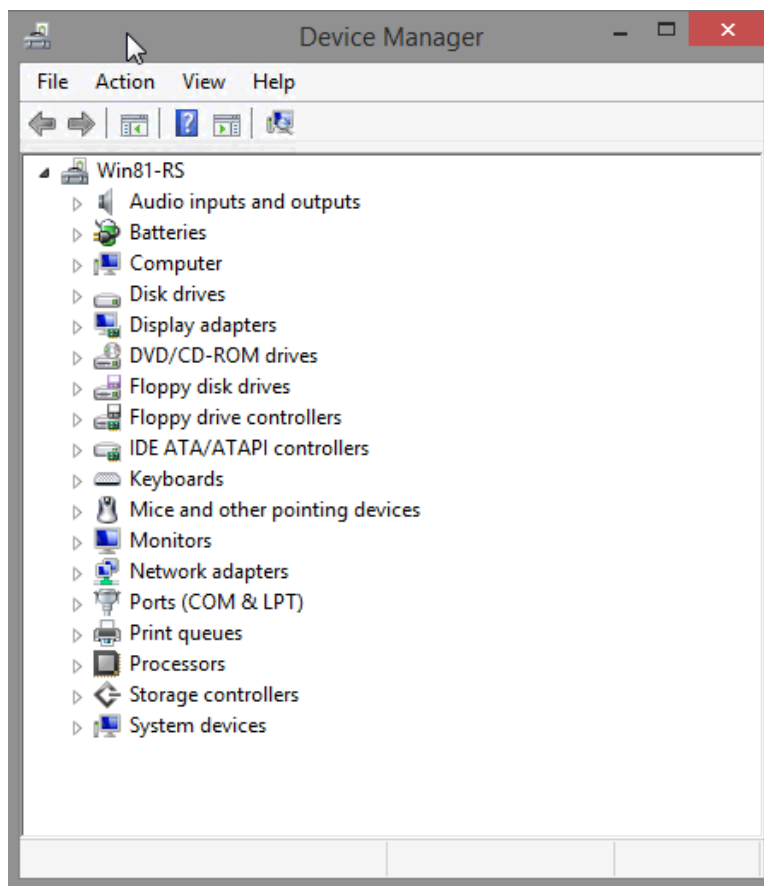 Device Manager
File Action View Help
Win81-RS
Audio inputs and outputs
Batteries
Computer
Disk drives
Display adapters
DVD/CD-ROM drives
Floppy disk drives
Floppy drive controllers
IDE ATA/ATAPI controllers
Keyboards
Mice and other pointing devices
Monitors
Network adapters
Ports (COM & LPT)
Print queues
Processors
Storage controllers
System devices